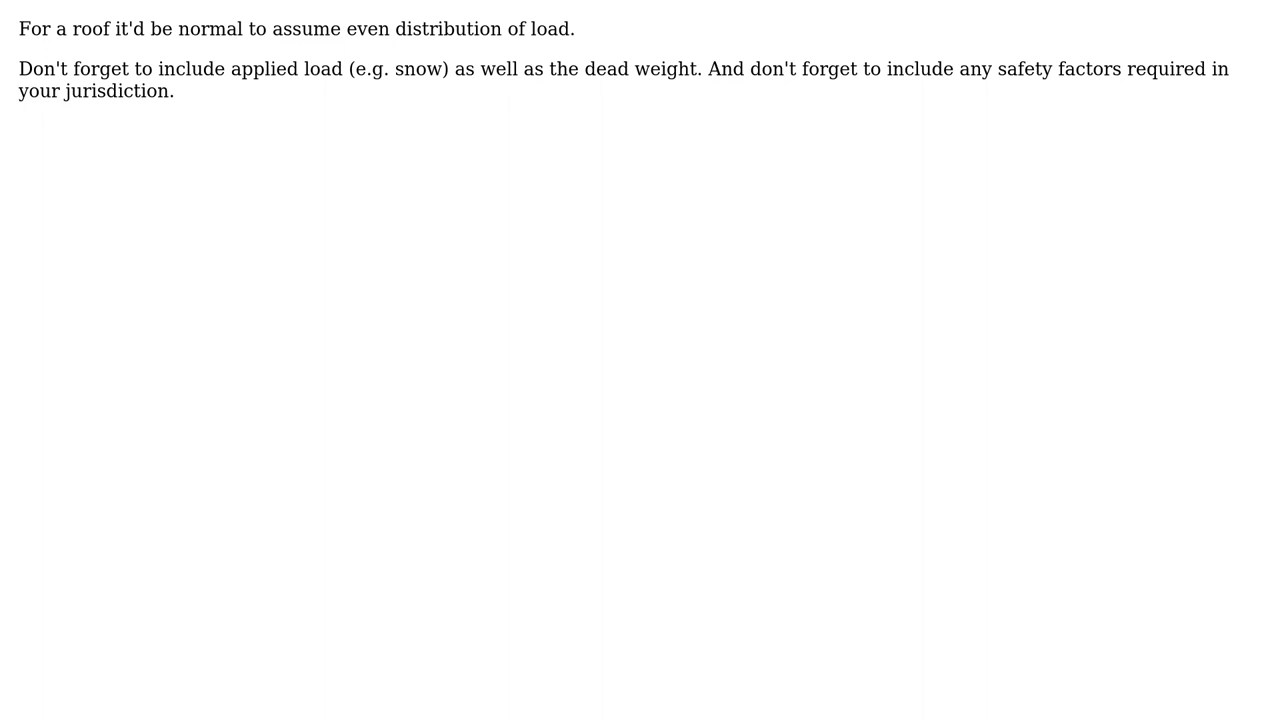 For a roof it'd be normal to assume even distribution of load.
Don't forget to include applied load (e.g. snow) as well as the dead weight. And don't forget to include any safety factors required in
your jurisdiction.